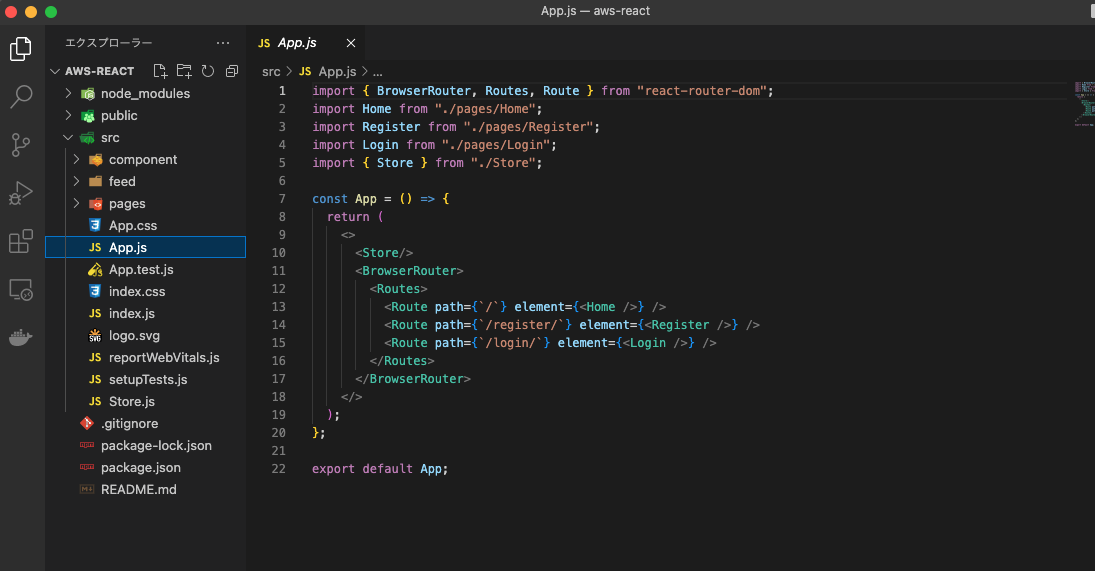 App.js — aws-react
エクスプローラー
AWS-REACT
node_modules
public
src
component
feed
pages
App.css
JS App.js
App.test.js
index.css
JS index.js
SVG logo.svg
JS reportWebVitals.js
JS setupTests.js
JS Store.js
.gitignore
package-lock.json
package.json
README.md
JS App.js
src > JS App.js > ...
1 import { BrowserRouter, Routes, Route } from "react-router-dom";
2 import Home from "./pages/Home";
3 import Register from "./pages/Register";
4 import Login from "./pages/Login";
5 import { Store } from "./Store";
6
7 const App = () => {
8   return (
9     <>
10       <Store/>
11       <BrowserRouter>
12         <Routes>
13           <Route path={`/`} element={<Home />} />
14           <Route path={`/register/`} element={<Register />} />
15           <Route path={`/login/`} element={<Login />} />
16         </Routes>
17       </BrowserRouter>
18     </>
19   );
20 };
21
22 export default App;